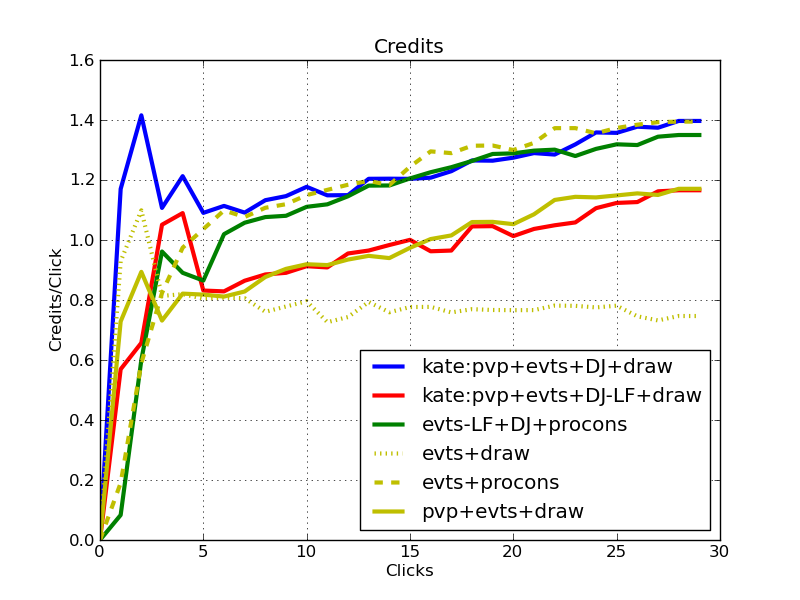 Credits
1.6
1.4
1.2
1.0
0.8
0.6
0.4
0.2
0.0
Credits/Click
kate:pvp+evts+DJ+draw
kate:pvp+evts+DJ-LF+draw
evts-LF+DJ+procons
evts+draw
evts+procons
pvp+evts+draw
0 5 10 15 20 25 30
Clicks